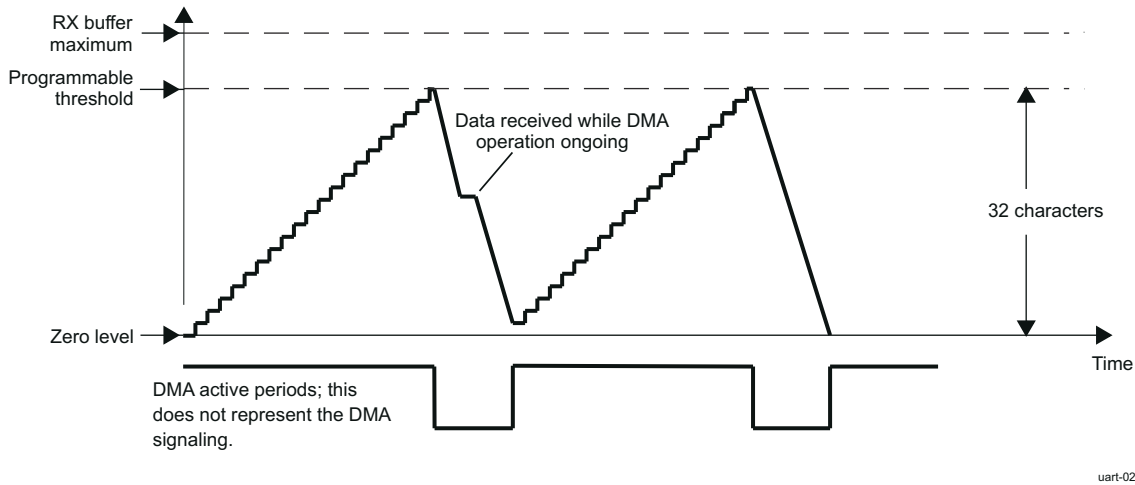 RX buffer
maximum
Programmable
threshold
Data received while DMA
operation ongoing
32 characters
Zero level
Time
DMA active periods; this
does not represent the DMA
signaling.
uart-02